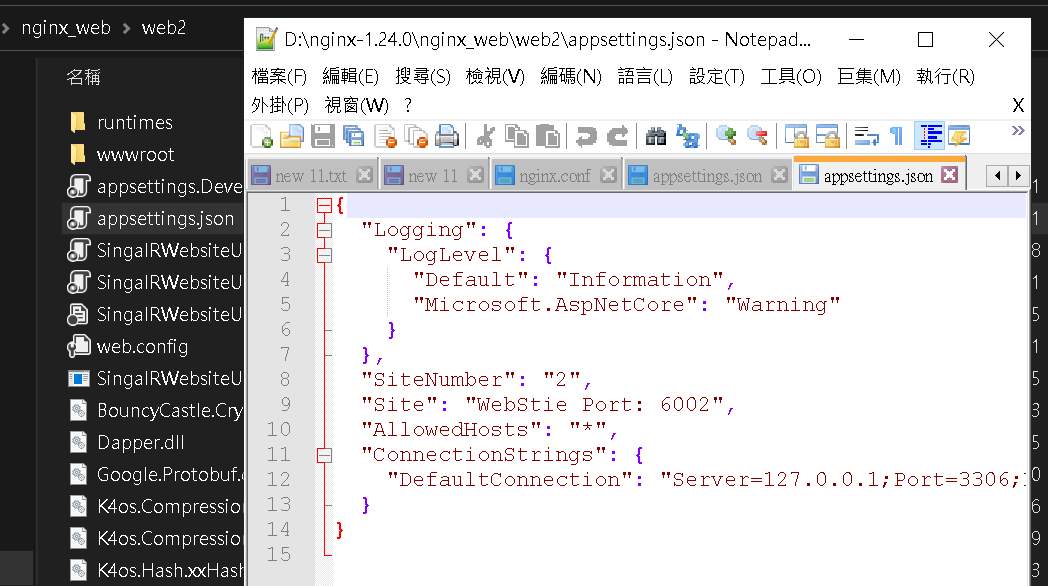 nginx_web > web2
名稱
runtimes
wwwroot
appsettings.Deve
appsettings.json
SingalRWebsiteU
SingalRWebsiteU
SingalRWebsiteU
web.config
SingalRWebsiteU
BouncyCastle.Cry
Dapper.dll
Google.Protobuf.
K4os.Compressio
K4os.Compressio
K4os.Hash.xxHash
D:\nginx-1.24.0\nginx_web\web2\appsettings.json - Notepad...
檔案(F) 編輯(E) 搜尋(S) 檢視(V) 編碼(N) 語言(L) 設定(T) 工具(O) 巨集(M) 執行(R)
外掛(P) 視窗(W) ? X
new 11.txt new 11 nginx.conf appsettings.json appsettings.json
1 {
2 "Logging": {
3 "LogLevel": {
4 "Default": "Information",
5 "Microsoft.AspNetCore": "Warning"
6 }
7 },
8 "SiteNumber": "2",
9 "Site": "WebStie Port: 6002",
10 "AllowedHosts": "*",
11 "ConnectionStrings": {
12 "DefaultConnection": "Server=127.0.0.1;Port=3306;
13 }
14 }
15
1
1
8
1
5
1
5
3
5
0
6
9
3